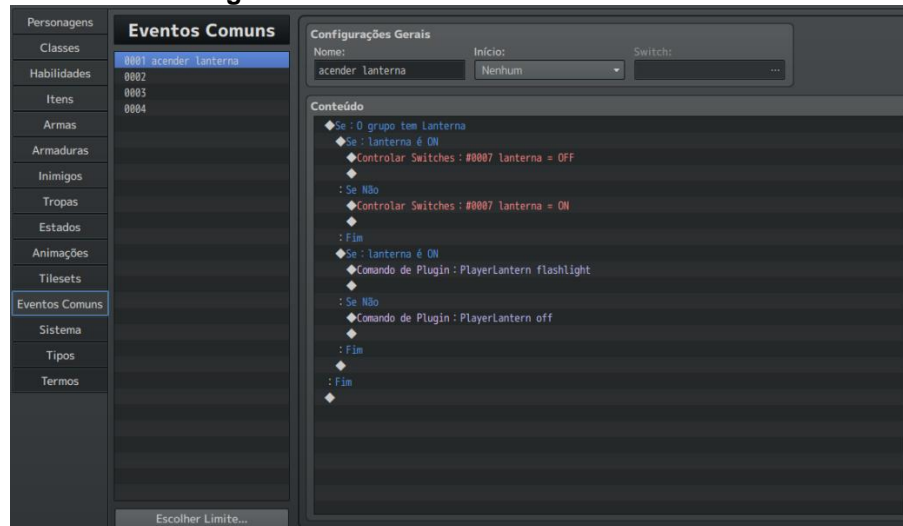 Personagens
Classes
Habilidades
Itens
Armas
Armaduras
Inimigos
Tropas
Estados
Animações
Tilesets
Eventos Comuns
Sistema
Tipos
Termos
Eventos Comuns
0001 acender lanterna
0002
0003
0004
Escolher Limite...
Configurações Gerais
Nome: Início: Switch:
acender lanterna Nenhum ...
Conteúdo
◆Se : O grupo tem Lanterna
◆Se : lanterna é ON
◆Controlar Switches : #0007 lanterna = OFF
◆
: Se Não
◆Controlar Switches : #0007 lanterna = ON
◆
: Fim
◆Se : lanterna é ON
◆Comando de Plugin : PlayerLantern flashlight
◆
: Se Não
◆Comando de Plugin : PlayerLantern off
◆
: Fim
◆
: Fim
◆